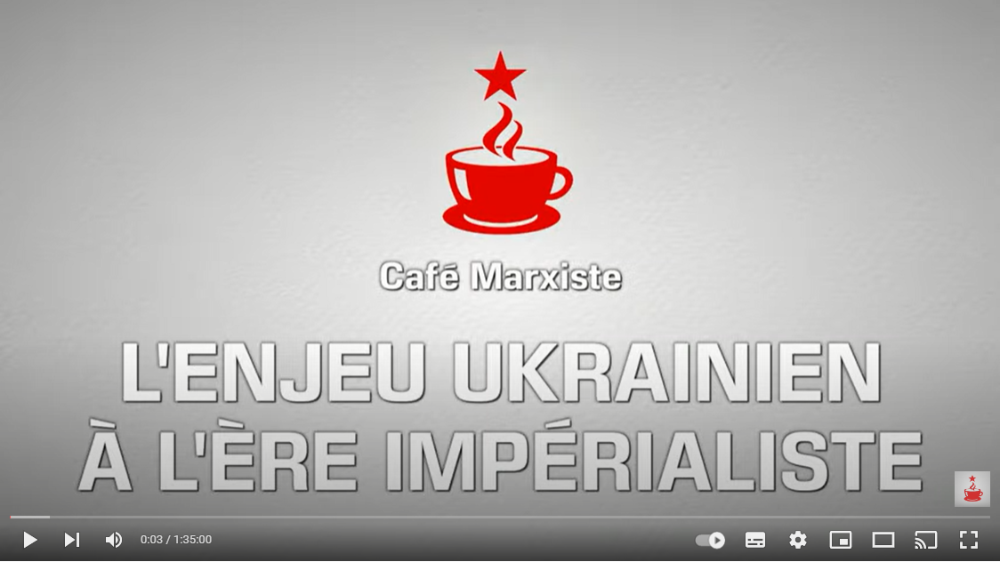 Café Marxiste
L'ENJEU UKRAINIEN
À L'ÈRE IMPÉRIALISTE
0:03 / 1:35:00